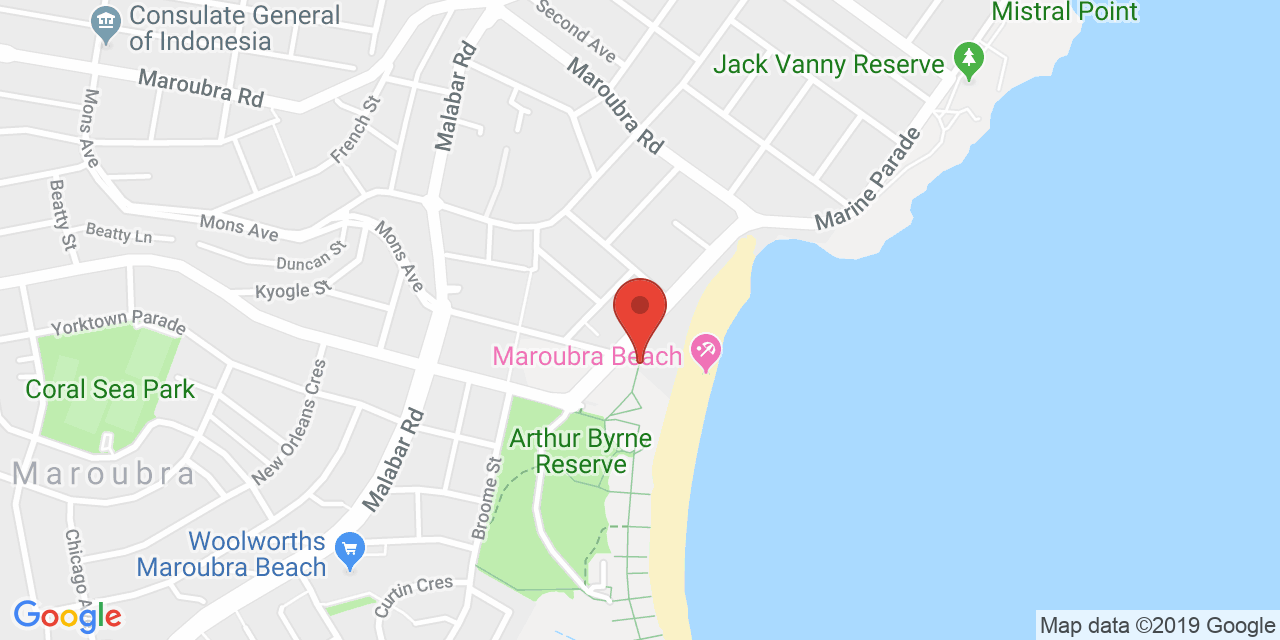 Consulate General
of Indonesia
Second Ave
Mistral Point
Jack Vanny Reserve
Maroubra Rd
Malabar Rd
Maroubra Rd
Mons Ave
French St
Marine Parade
Beatty St
Mons Ave
Beatty Ln
Duncan St
Mons Ave
Kyogle St
Yorktown Parade
Maroubra Beach
Coral Sea Park
New Orleans Cres
Malabar Rd
Arthur Byrne
Reserve
Maroubra
Broome St
Woolworths
Maroubra Beach
Chicago A
Curtin Cres
Google
Map data ©2019 Google